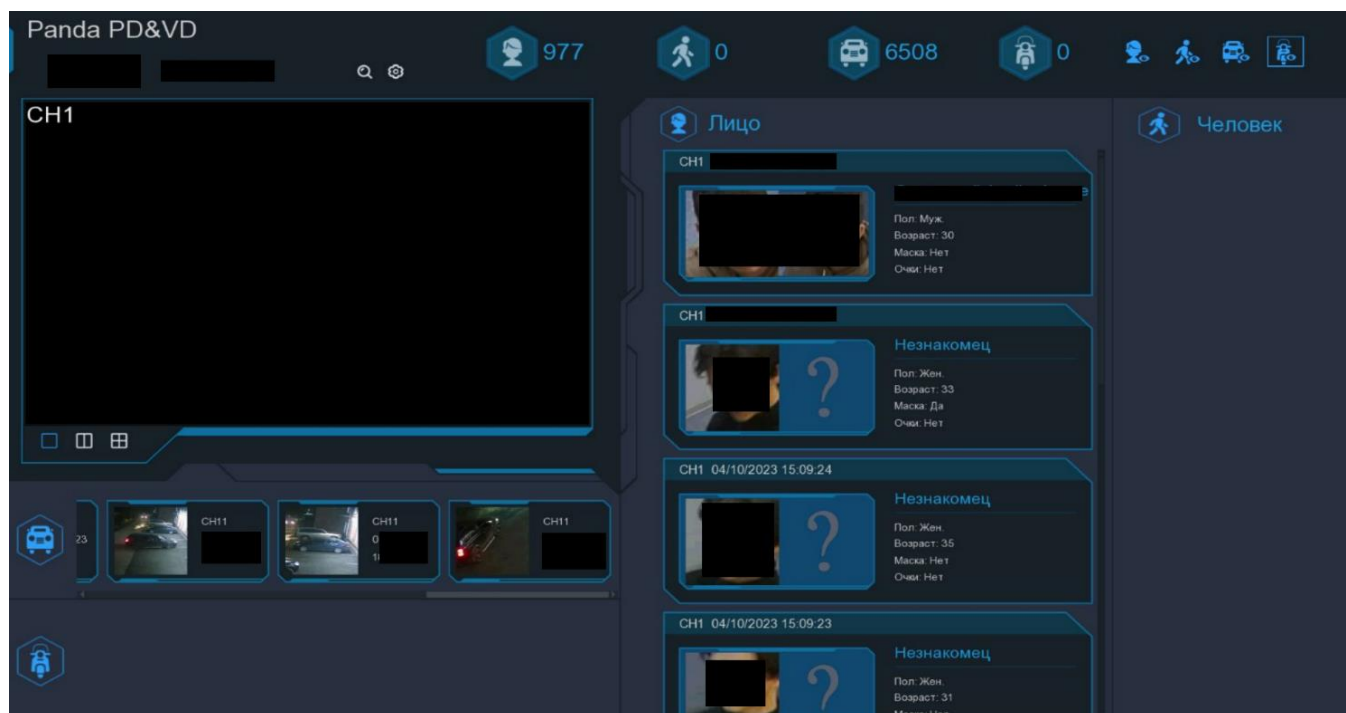 Panda PD&VD
977
0
6508
0
CH1
Лицо
Человек
CH1
Пол: Муж.
Возраст: 30
Маска: Нет
Очки: Нет
CH1
Незнакомец
Пол: Жен.
Возраст: 33
Маска: Да
Очки: Нет
CH1 04/10/2023 15:09:24
Незнакомец
Пол: Жен.
Возраст: 35
Маска: Нет
Очки: Нет
CH1 04/10/2023 15:09:23
Незнакомец
Пол: Жен.
Возраст: 31
23
CH11
CH11
CH11